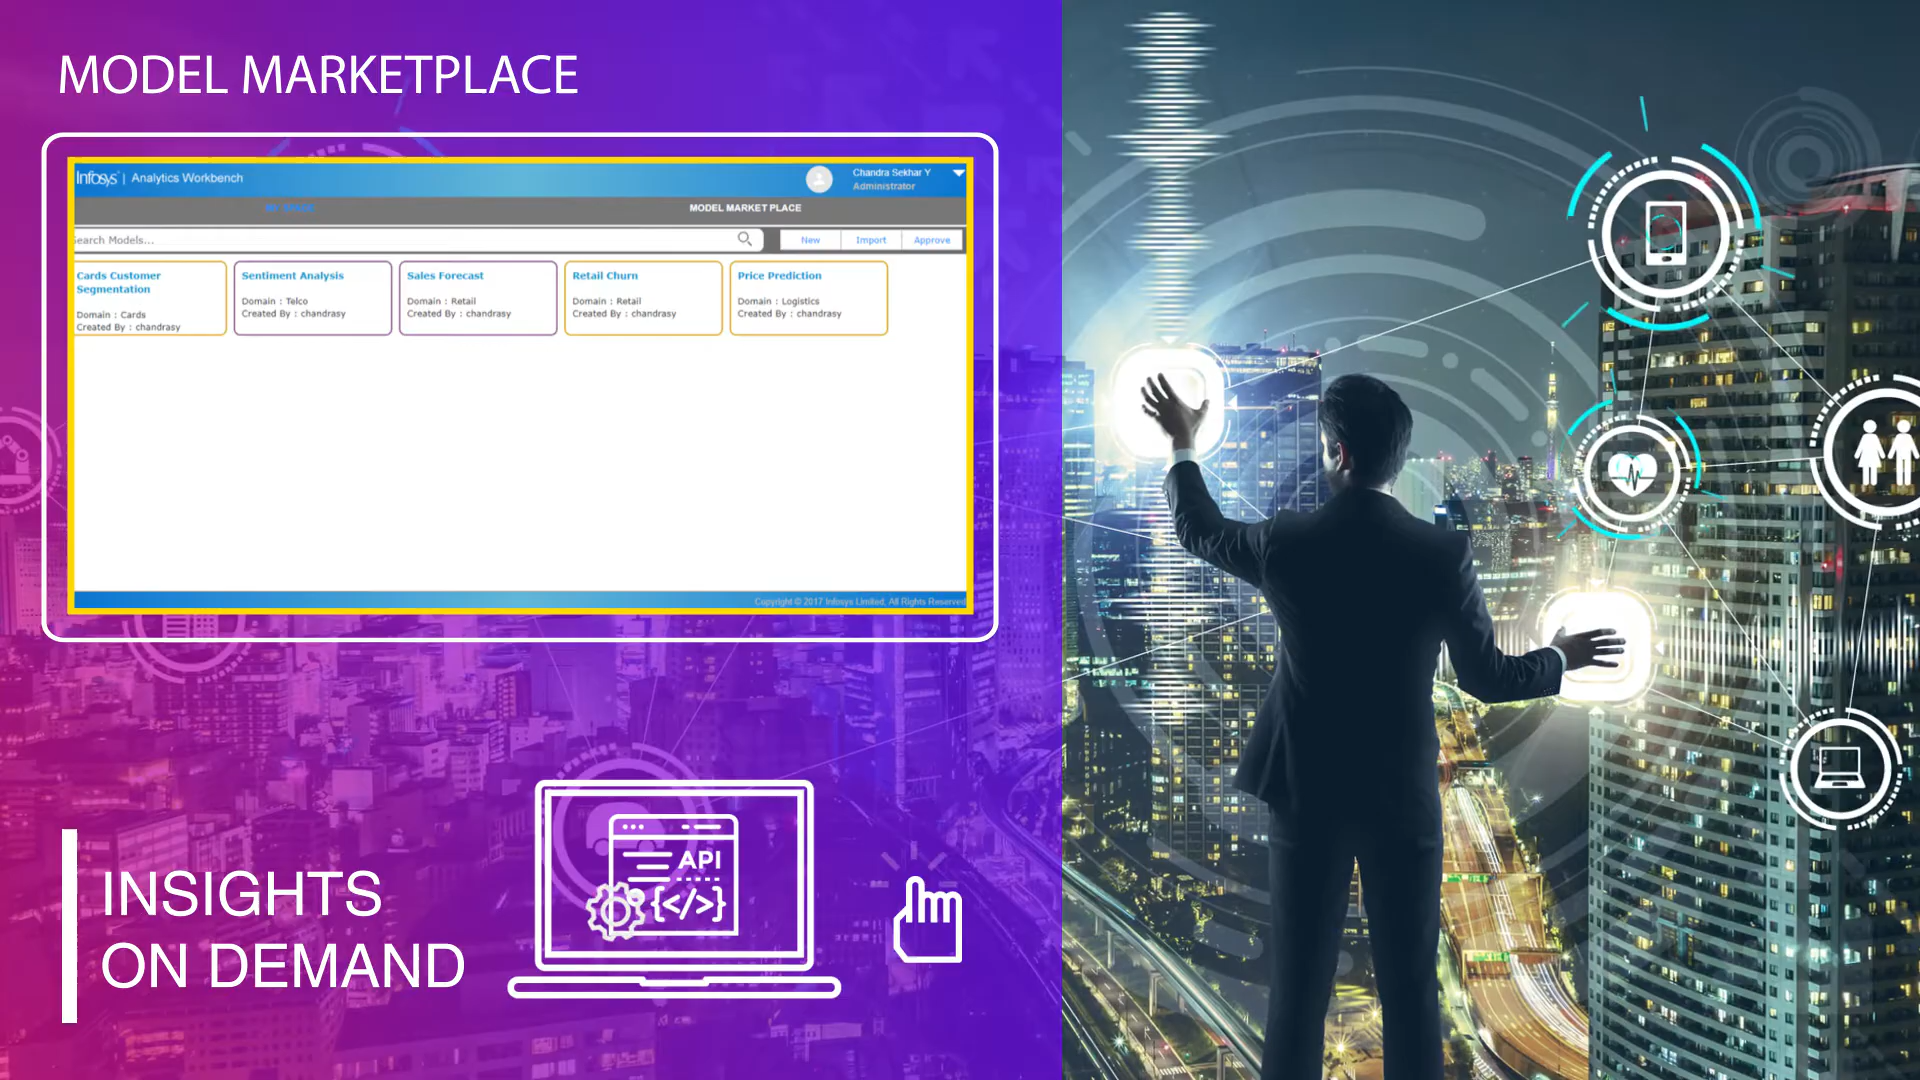 MODEL MARKETPLACE
Infosys | Analytics Workbench
Chandra Sekhar Y
Administrator
MODEL MARKET PLACE
Search Models...
New
Import
Approve
Cards Customer
Segmentation
Domain : Cards
Created By : chandrasy
Sentiment Analysis
Domain : Telco
Created By : chandrasy
Sales Forecast
Domain : Retail
Created By : chandrasy
Retail Churn
Domain : Retail
Created By : chandrasy
Price Prediction
Domain : Logistics
Created By : chandrasy
Copyright © 2017 Infosys Limited, All Rights Reserved
API
{</>}
INSIGHTS
ON DEMAND